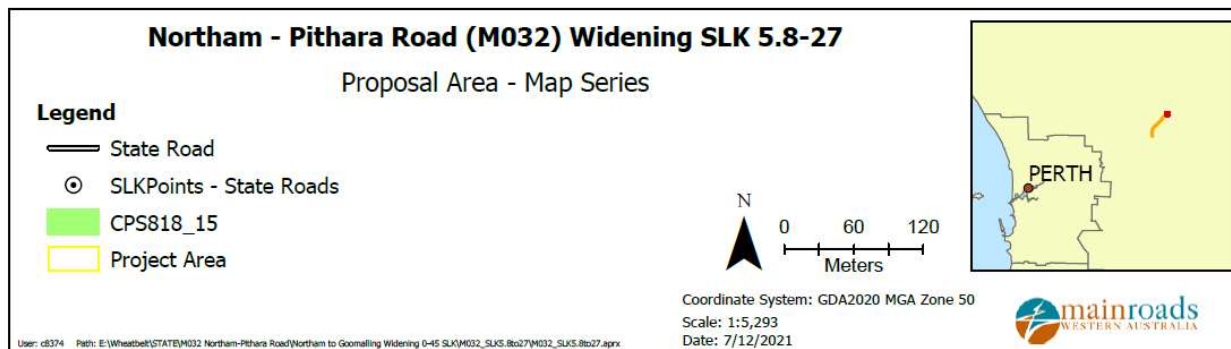 Northam - Pithara Road (M032) Widening SLK 5.8-27
Proposal Area - Map Series
Legend
State Road
SLKPoints - State Roads
CPS818_15
Project Area
N
0 60 120
Meters
Coordinate System: GDA2020 MGA Zone 50
Scale: 1:5,293
Date: 7/12/2021
User: c8374 Path: E:\Wheatbelt\STATE\M032 Northam-Pithara Road\Northam to Goomalling Widening 0-45 SLK\M032_SLK5.8to27\M032_SLK5.8to27.aprx
PERTH
mainroads
WESTERN AUSTRALIA